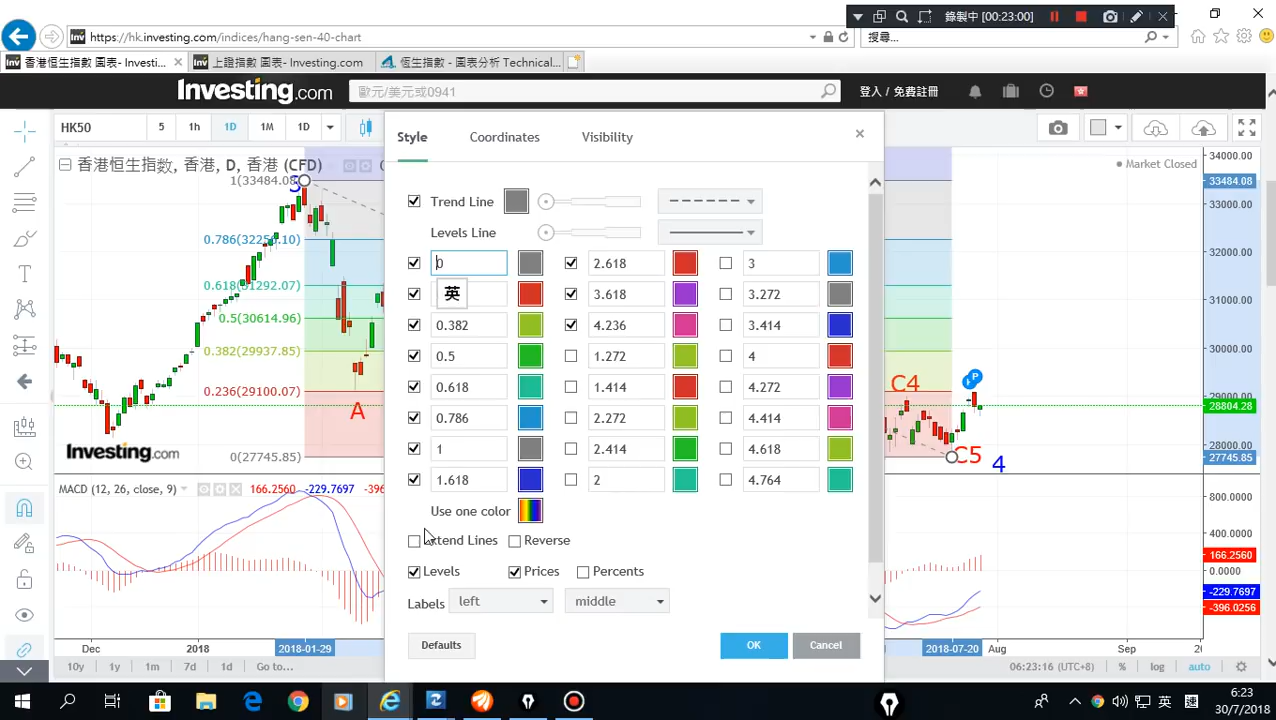 錄製中 [00:23:00]
https://hk.investing.com/indices/hang-sen-40-chart
搜尋...
香港恒生指數 圖表- Investi...
上證指數 圖表- Investing.com
恆生指數 - 圖表分析 Technical...
Investing.com
歐元/美元或0941
登入 / 免費註冊
HK50
5
1h
1D
1M
1D
香港恒生指数, 香港, D, 香港 (CFD)
Market Closed
Style
Coordinates
Visibility
Trend Line
Levels Line
0
2.618
3
英
3.618
3.272
0.382
4.236
3.414
0.5
1.272
4
0.618
1.414
4.272
0.786
2.272
4.414
1
2.414
4.618
1.618
2
4.764
Use one color
Extend Lines
Reverse
Levels
Prices
Percents
Labels
left
middle
Defaults
OK
Cancel
1(33484.08)
5
0.618(31292.07)
0.5(30614.96)
0.382(29937.85)
0.236(29100.07)
0(27745.85)
A
C4
C5
4
P
Investing.com
34000.00
33484.08
33000.00
32000.00
31000.00
30000.00
29000.00
28804.28
28000.00
27745.85
MACD (12, 26, close, 9)
166.2560
-229.7697
800.0000
400.0000
166.2560
0.0000
-229.7697
-396.0256
Dec
2018
2018-01-29
2018-07-20
Aug
Sep
10y
1y
1m
7d
1d
Go to...
06:23:16 (UTC+8)
%
log
auto
英
6:23
30/7/2018